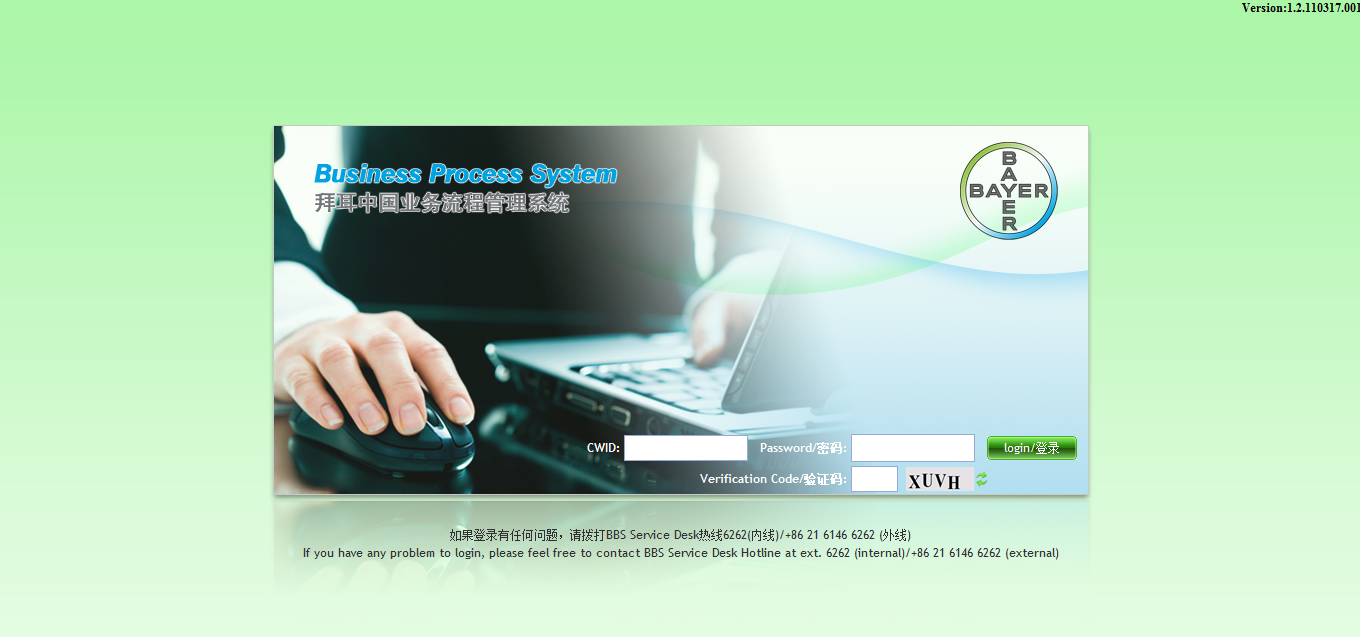 Version:1.2.110317.001
Business Process System
拜耳中国业务流程管理系统
BAYER
BAYER
CWID:
Password/密码:
login/登录
Verification Code/验证码:
XUVH
如果登录有任何问题，请拨打BBS Service Desk热线6262(内线)/+86 21 6146 6262 (外线)
If you have any problem to login, please feel free to contact BBS Service Desk Hotline at ext. 6262 (internal)/+86 21 6146 6262 (external)